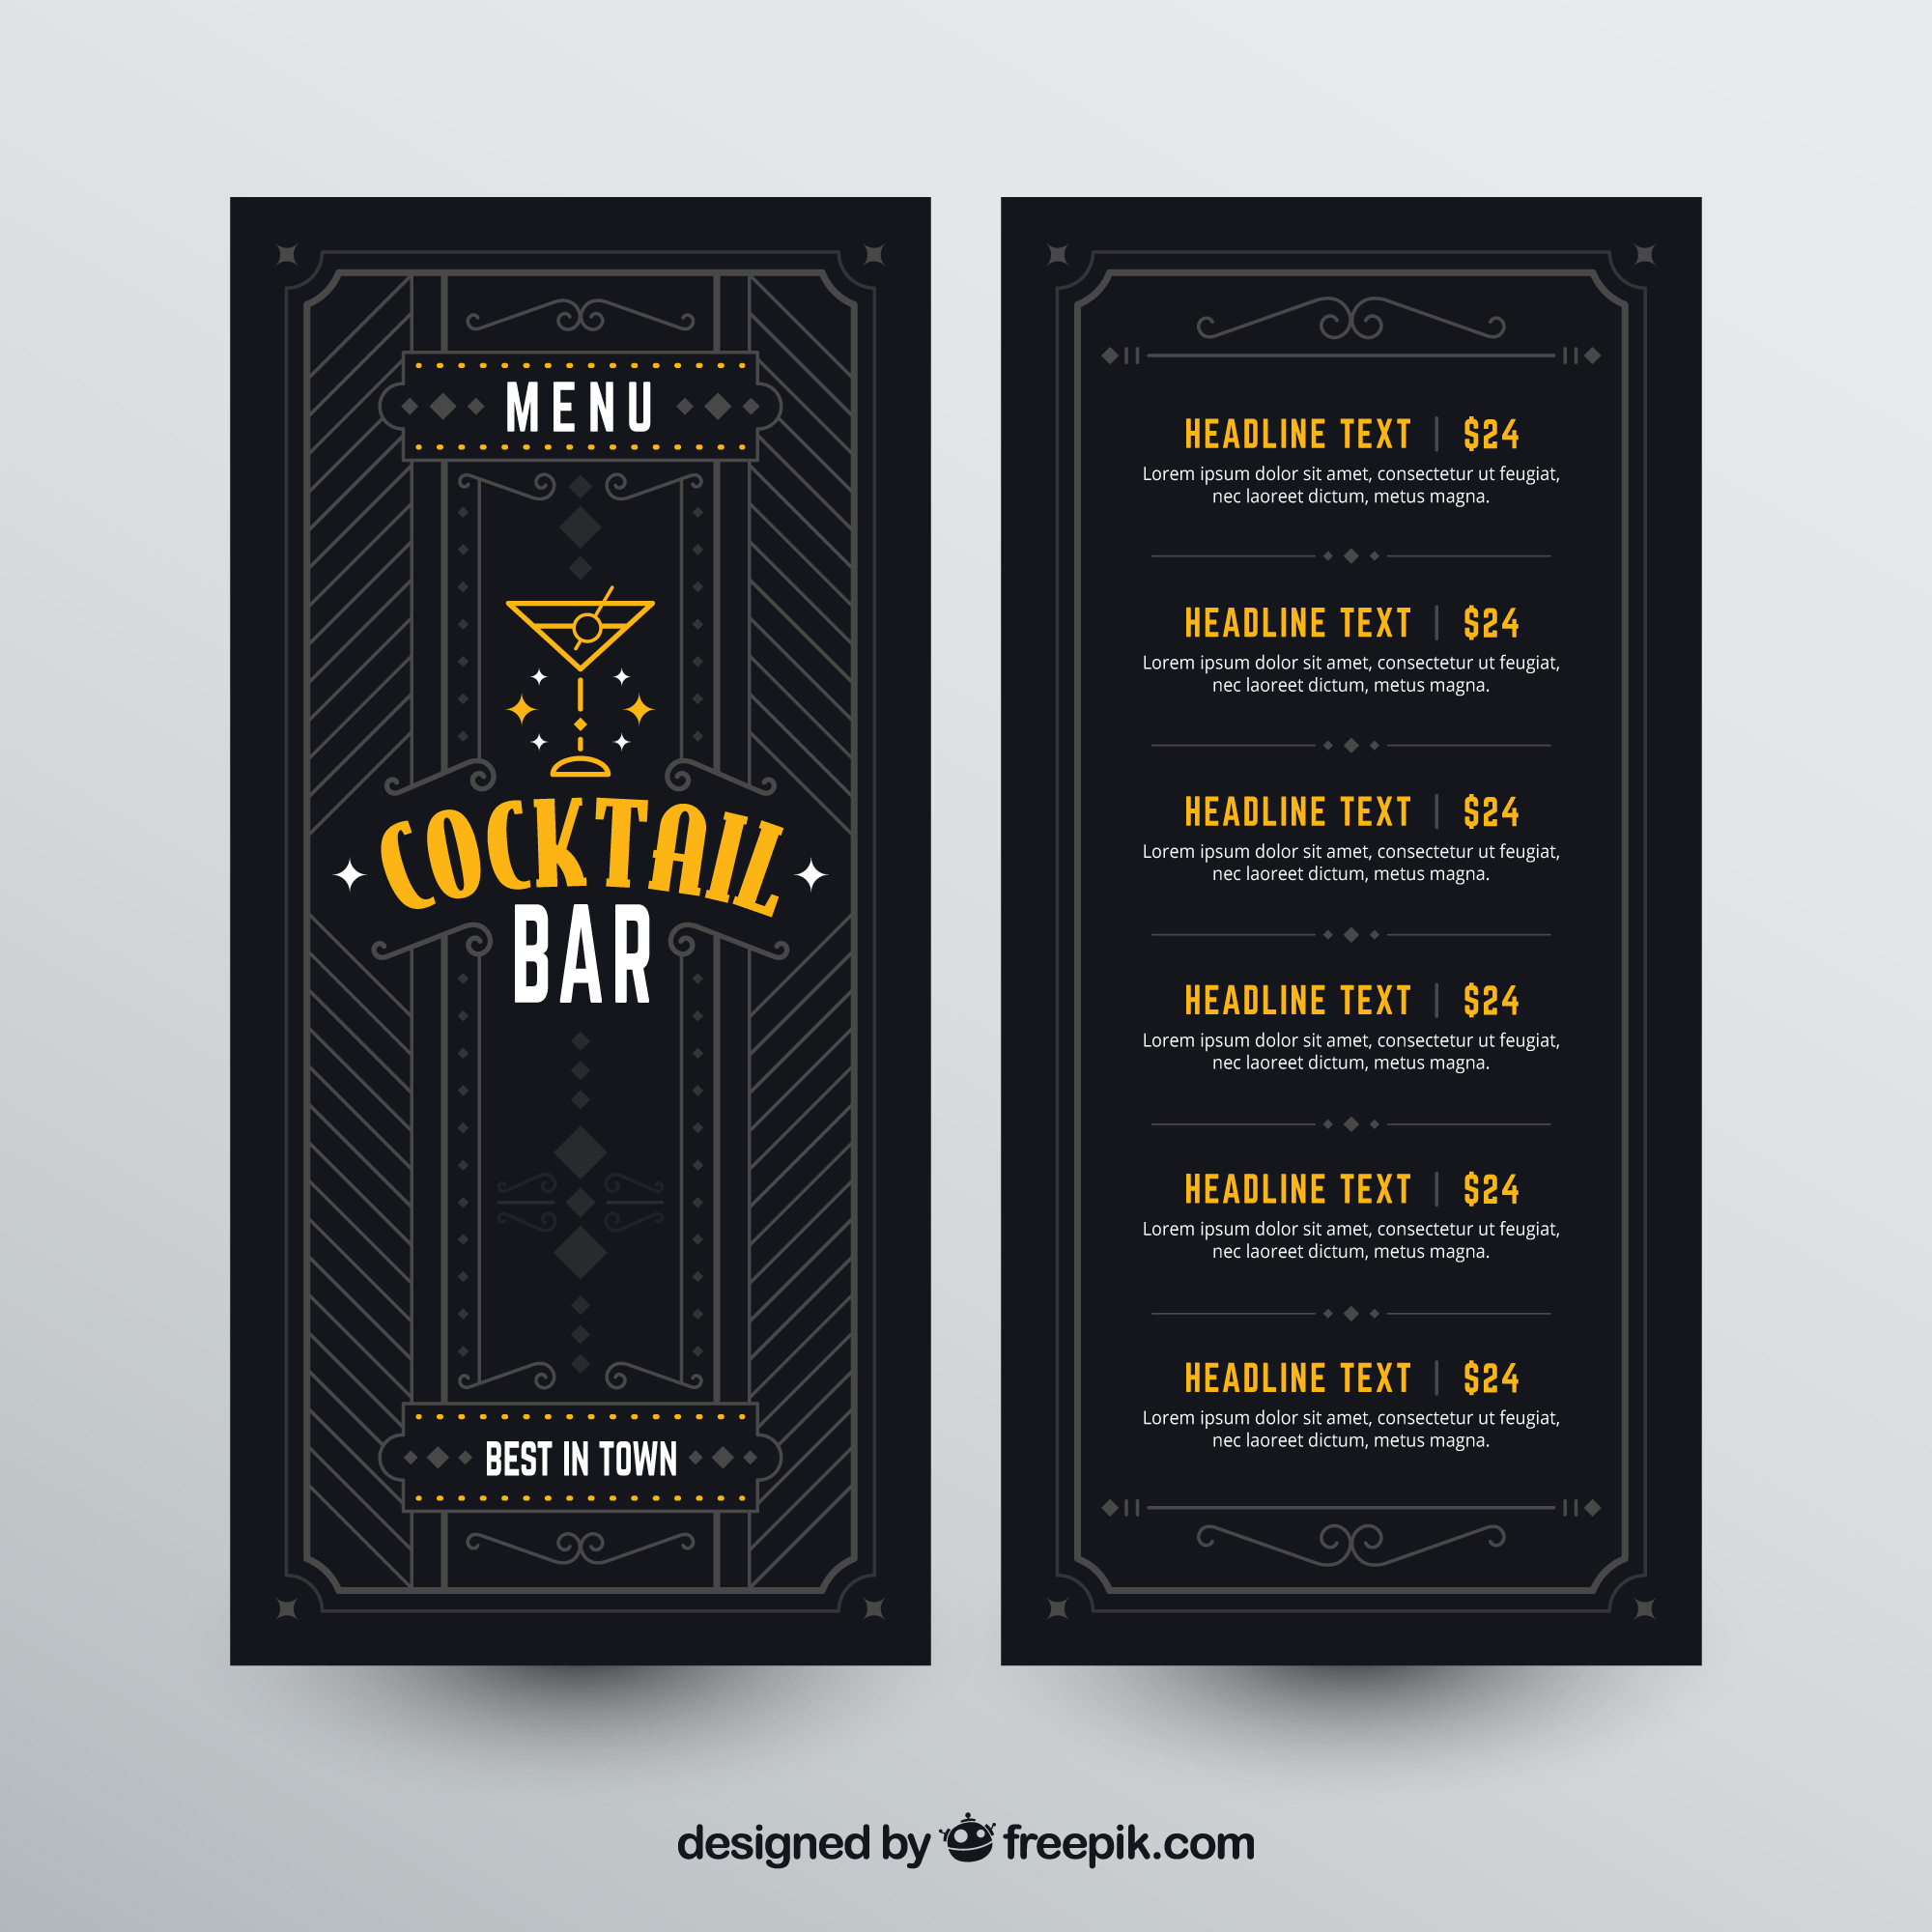 MENU
COCKTAIL
BAR
BEST IN TOWN
HEADLINE TEXT | $24
Lorem ipsum dolor sit amet, consectetur ut feugiat,
nec laoreet dictum, metus magna.
HEADLINE TEXT | $24
Lorem ipsum dolor sit amet, consectetur ut feugiat,
nec laoreet dictum, metus magna.
HEADLINE TEXT | $24
Lorem ipsum dolor sit amet, consectetur ut feugiat,
nec laoreet dictum, metus magna.
HEADLINE TEXT | $24
Lorem ipsum dolor sit amet, consectetur ut feugiat,
nec laoreet dictum, metus magna.
HEADLINE TEXT | $24
Lorem ipsum dolor sit amet, consectetur ut feugiat,
nec laoreet dictum, metus magna.
HEADLINE TEXT | $24
Lorem ipsum dolor sit amet, consectetur ut feugiat,
nec laoreet dictum, metus magna.
designed by freepik.com